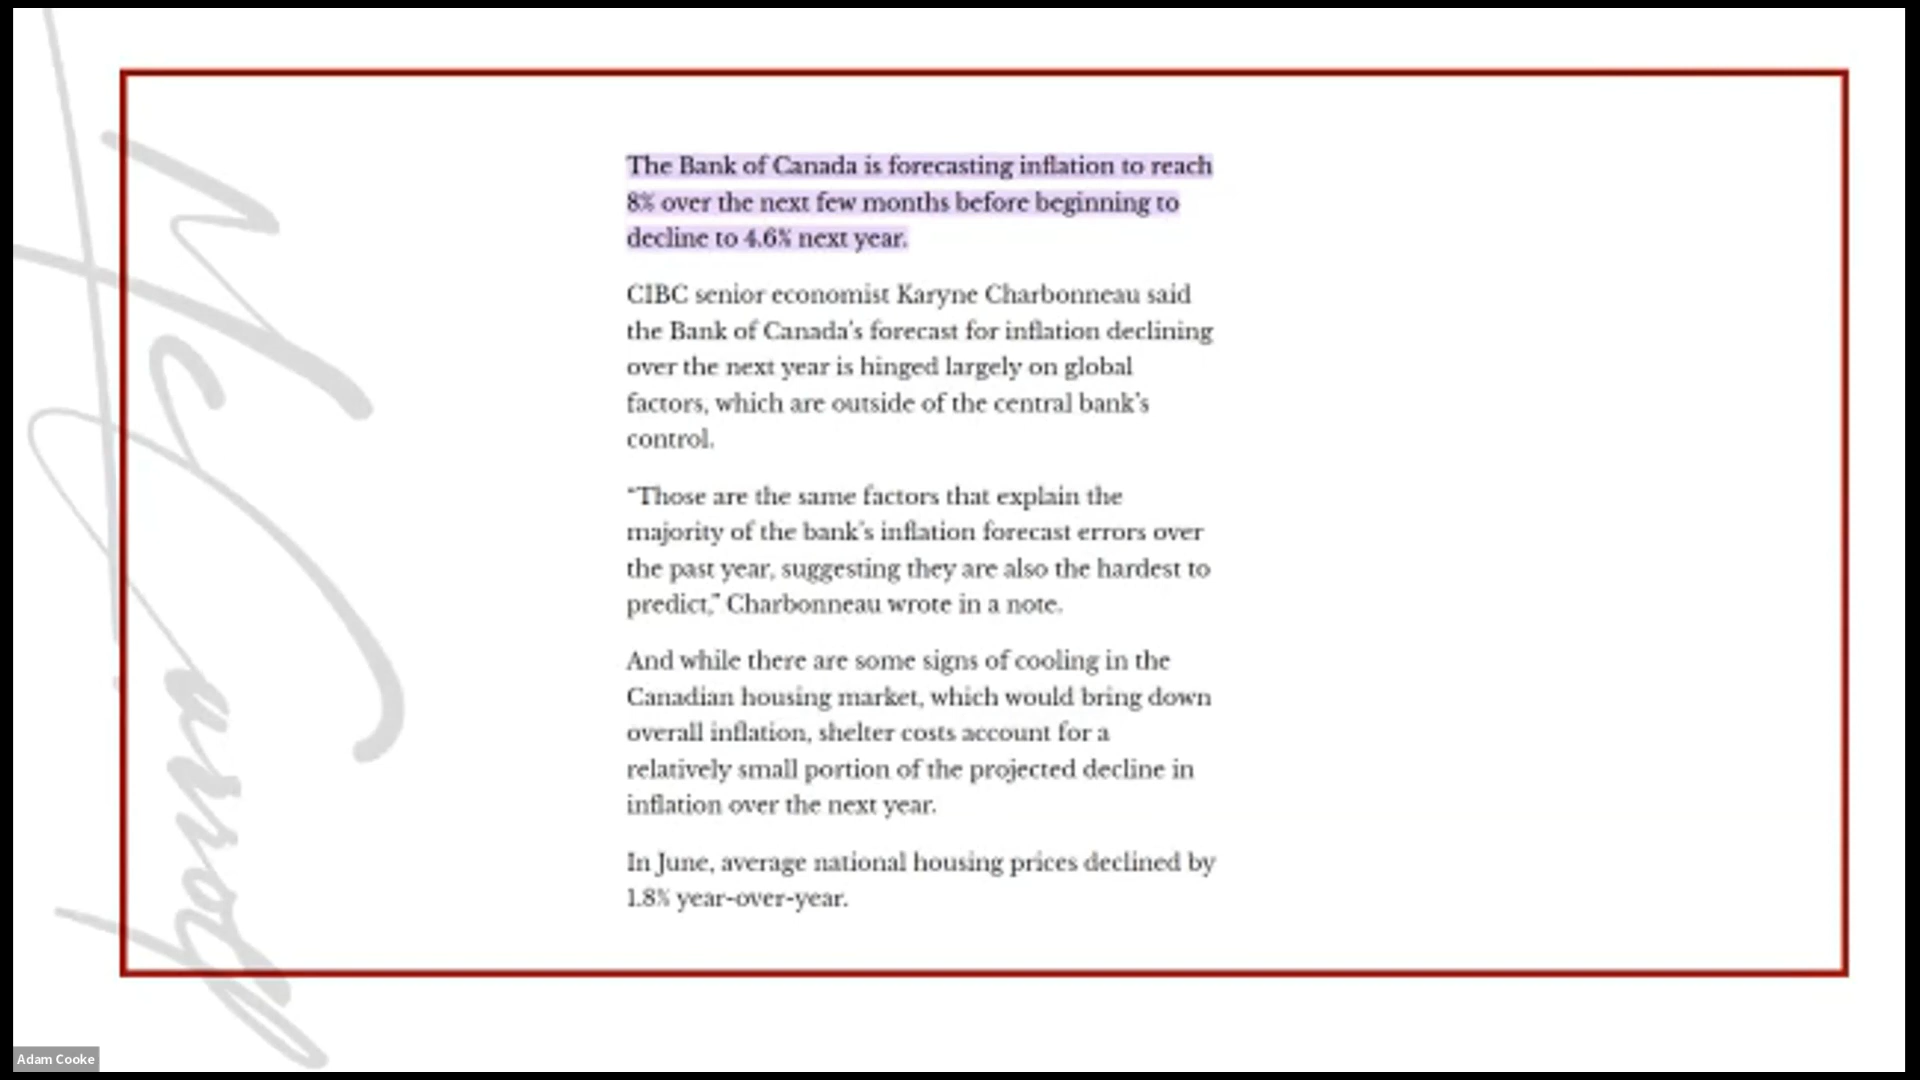 The Bank of Canada is forecasting inflation to reach
8% over the next few months before beginning to
decline to 4.6% next year.
CIBC senior economist Karyne Charbonneau said
the Bank of Canada’s forecast for inflation declining
over the next year is hinged largely on global
factors, which are outside of the central bank’s
control.
“Those are the same factors that explain the
majority of the bank’s inflation forecast errors over
the past year, suggesting they are also the hardest to
predict,” Charbonneau wrote in a note.
And while there are some signs of cooling in the
Canadian housing market, which would bring down
overall inflation, shelter costs account for a
relatively small portion of the projected decline in
inflation over the next year.
In June, average national housing prices declined by
1.8% year-over-year.
Adam Cooke